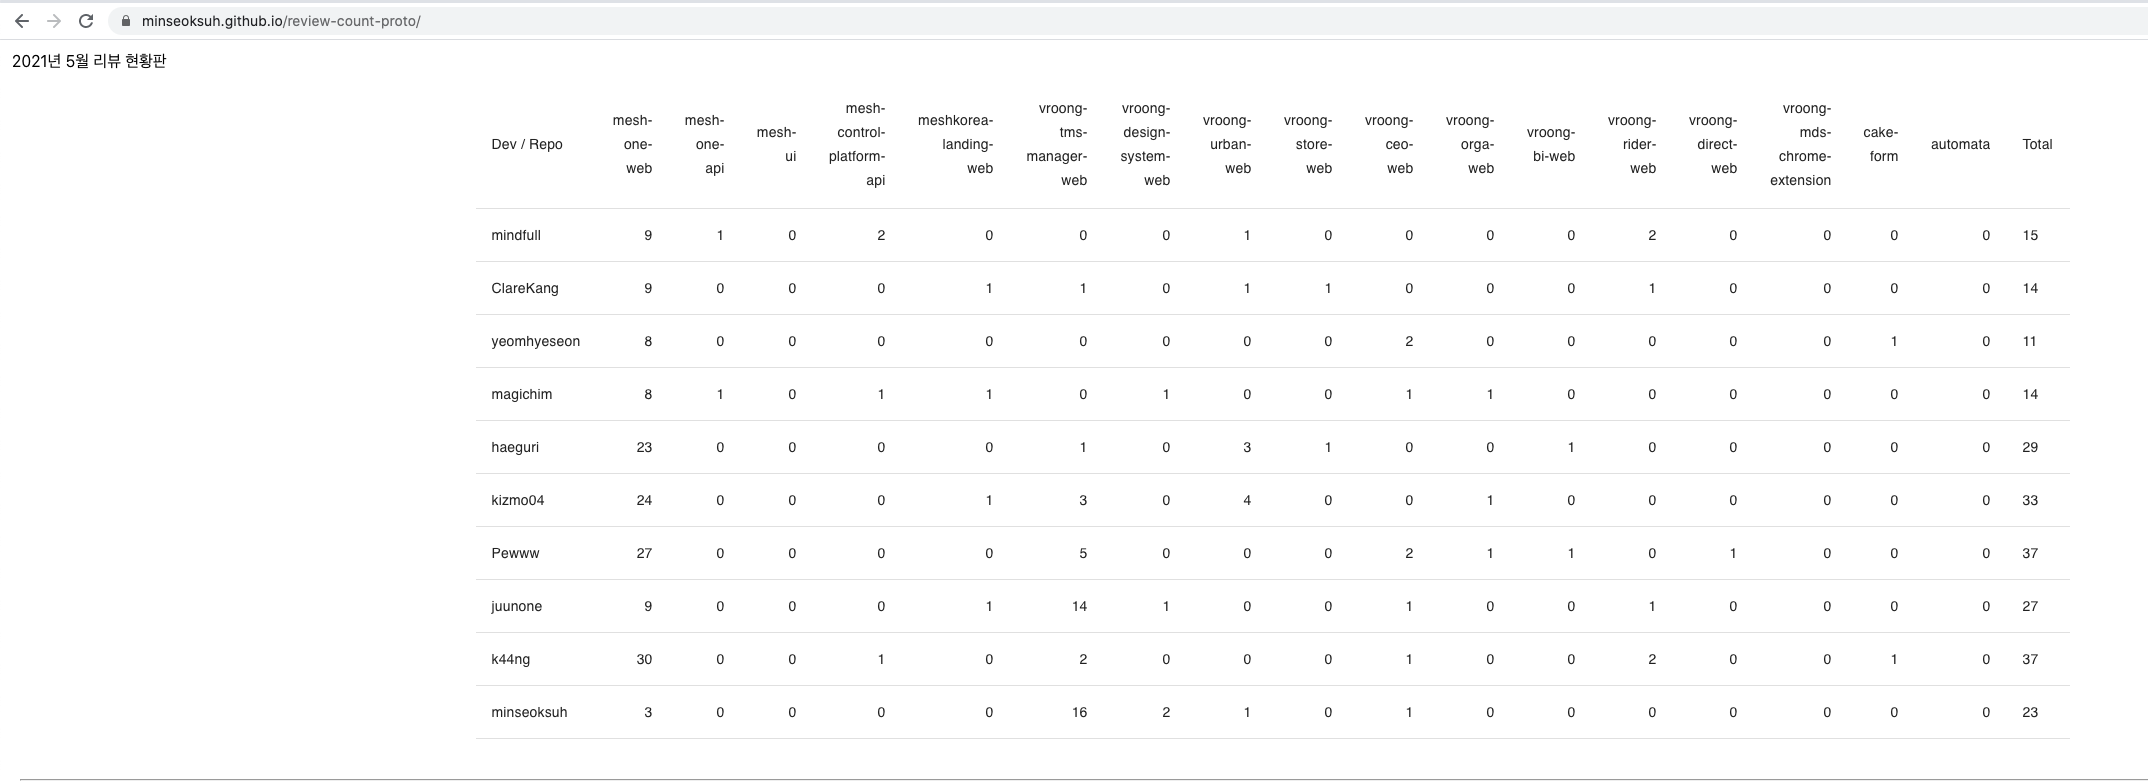 minseoksuh.github.io/review-count-proto/
2021년 5월 리뷰 현황판
Dev / Repo mesh-one-web mesh-one-api mesh-ui mesh-control-platform-api meshkorea-landing-web vroong-tms-manager-web vroong-design-system-web vroong-urban-web vroong-store-web vroong-ceo-web vroong-orga-web vroong-bi-web vroong-rider-web vroong-direct-web vroong-mds-chrome-extension cake-form automata Total
mindfull 9 1 0 2 0 0 0 1 0 0 0 0 2 0 0 0 0 15
ClareKang 9 0 0 0 1 1 0 1 1 0 0 0 1 0 0 0 0 14
yeomhyeseon 8 0 0 0 0 0 0 0 0 2 0 0 0 0 0 1 0 11
magichim 8 1 0 1 1 0 1 0 0 1 1 0 0 0 0 0 0 14
haeguri 23 0 0 0 0 1 0 3 1 0 0 1 0 0 0 0 0 29
kizmo04 24 0 0 0 1 3 0 4 0 0 1 0 0 0 0 0 0 33
Pewww 27 0 0 0 0 5 0 0 0 2 1 1 0 1 0 0 0 37
juunone 9 0 0 0 1 14 1 0 0 1 0 0 1 0 0 0 0 27
k44ng 30 0 0 1 0 2 0 0 0 1 0 0 2 0 0 1 0 37
minseoksuh 3 0 0 0 0 16 2 1 0 1 0 0 0 0 0 0 0 23